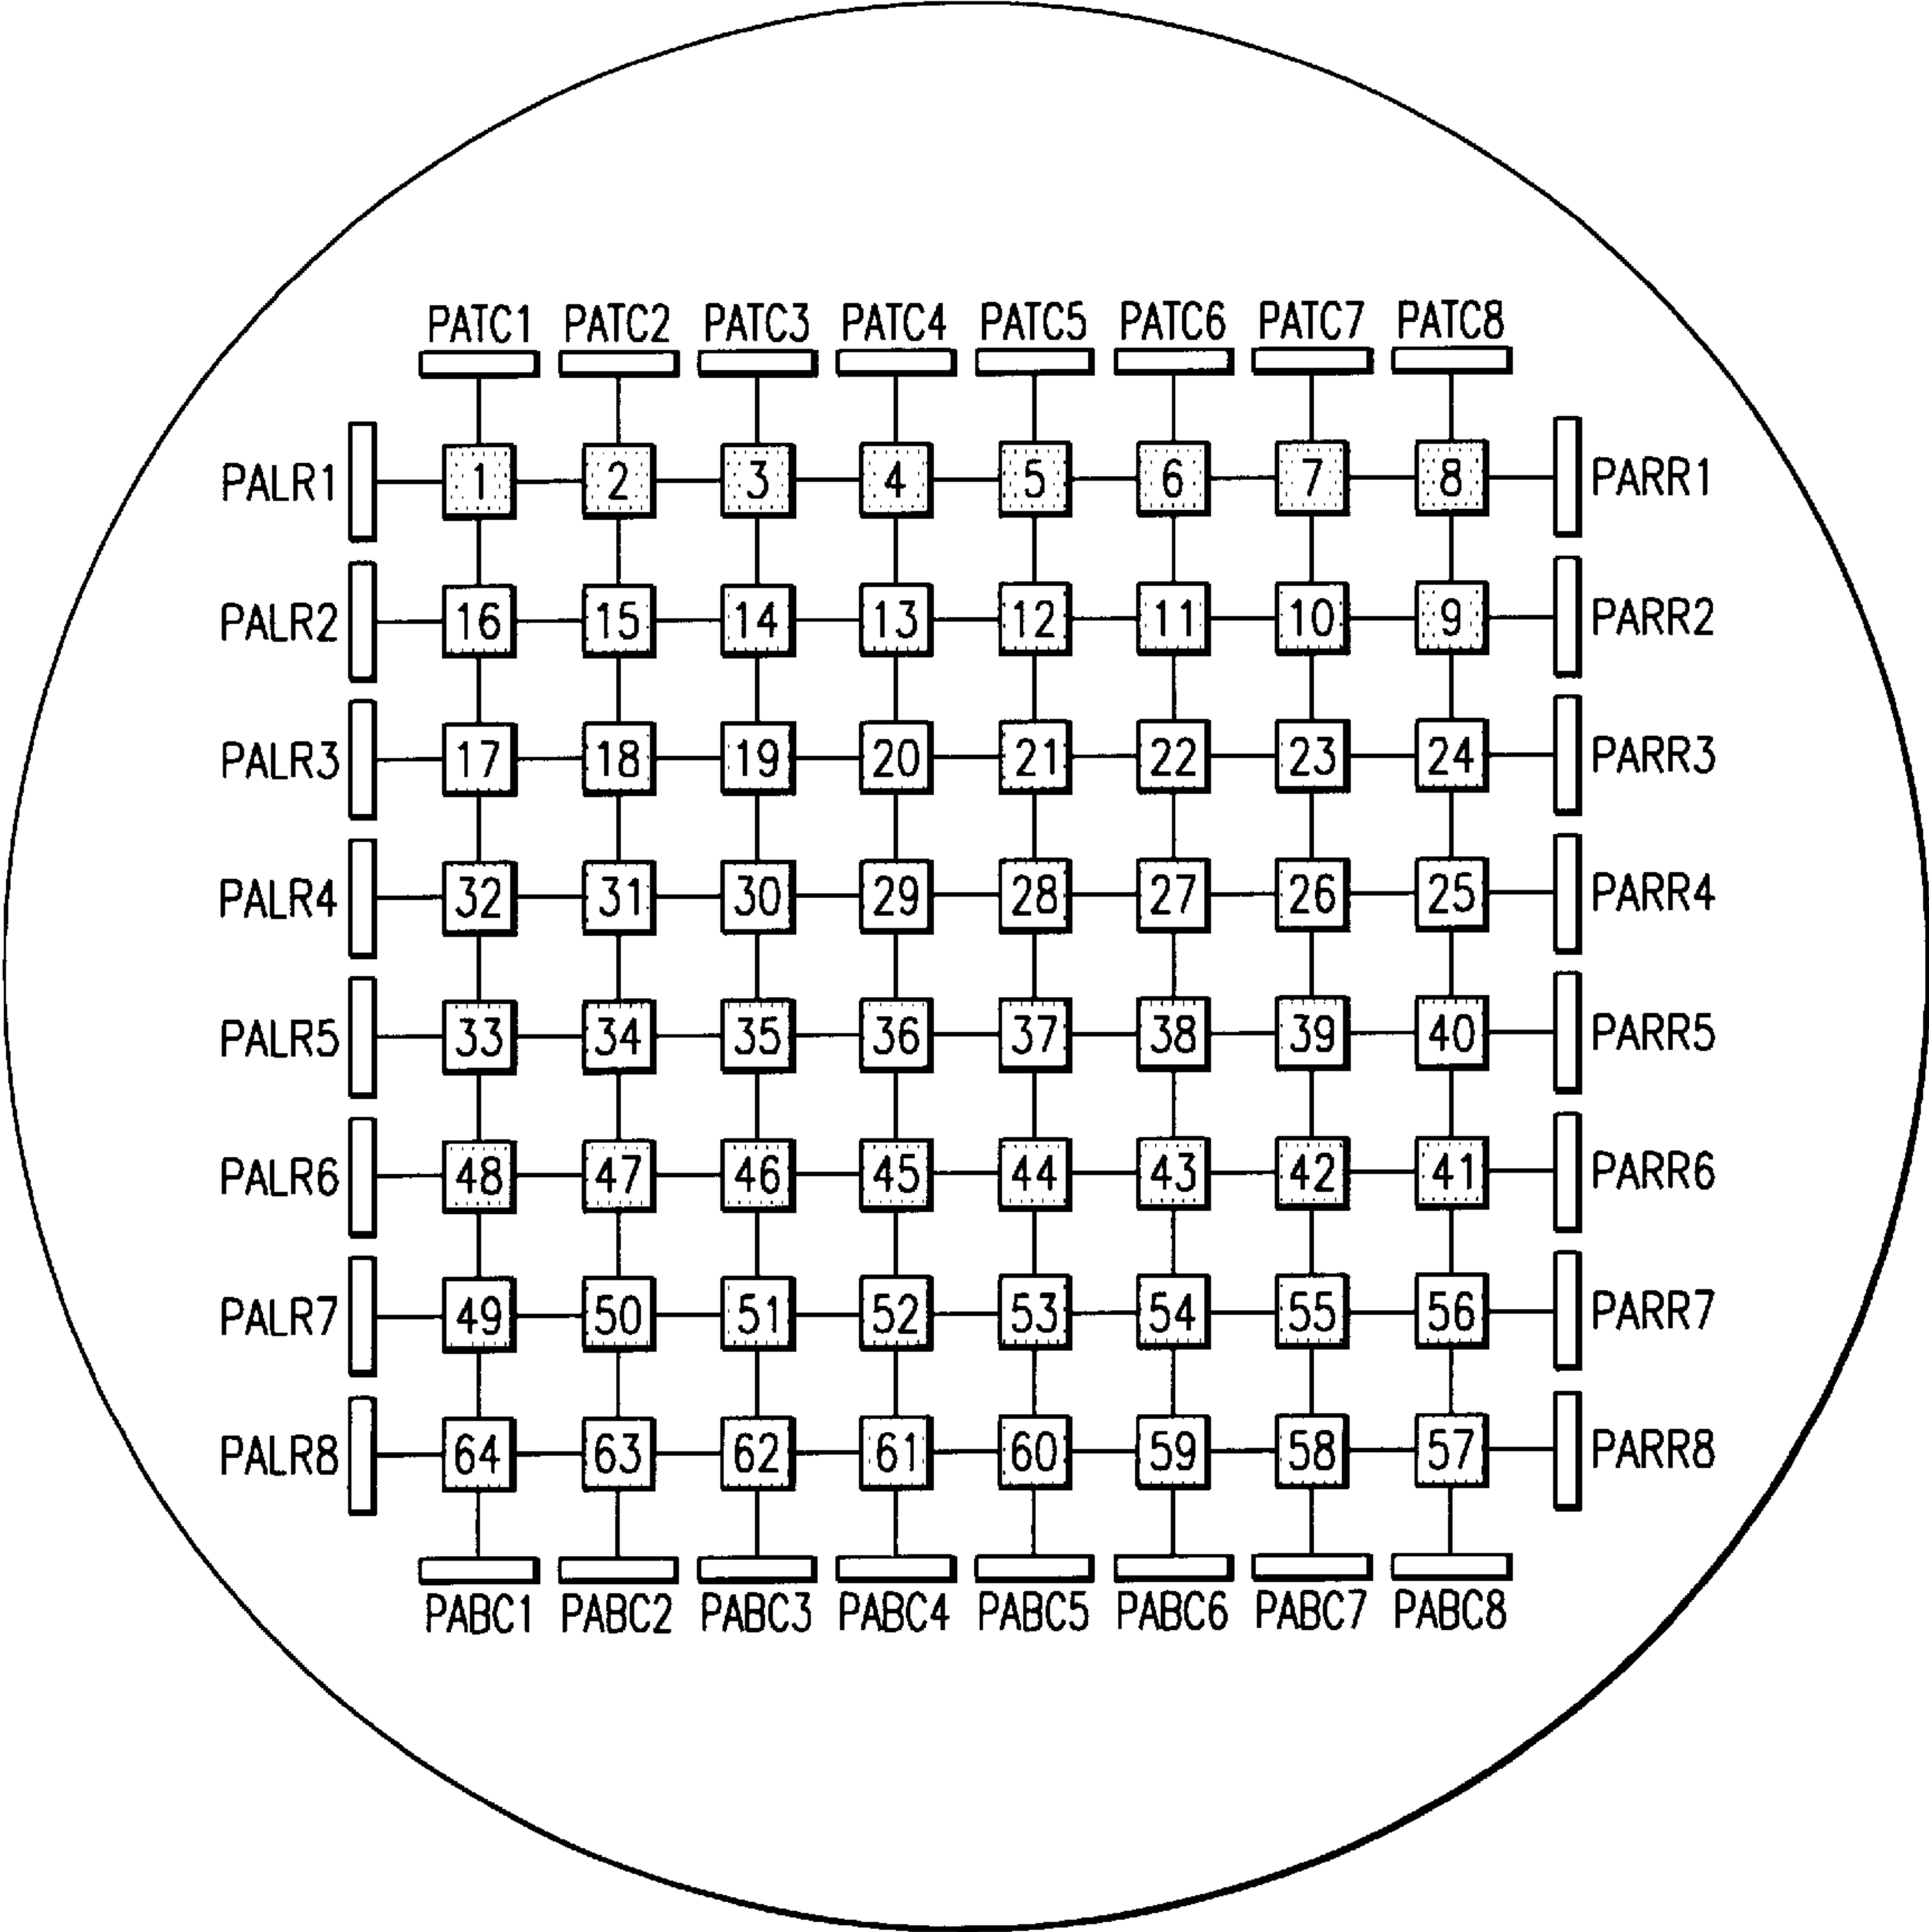 PATC1 PATC2 PATC3 PATC4 PATC5 PATC6 PATC7 PATC8
PALR1 1 2 3 4 5 6 7 8 PARR1
PALR2 16 15 14 13 12 11 10 9 PARR2
PALR3 17 18 19 20 21 22 23 24 PARR3
PALR4 32 31 30 29 28 27 26 25 PARR4
PALR5 33 34 35 36 37 38 39 40 PARR5
PALR6 48 47 46 45 44 43 42 41 PARR6
PALR7 49 50 51 52 53 54 55 56 PARR7
PALR8 64 63 62 61 60 59 58 57 PARR8
PABC1 PABC2 PABC3 PABC4 PABC5 PABC6 PABC7 PABC8